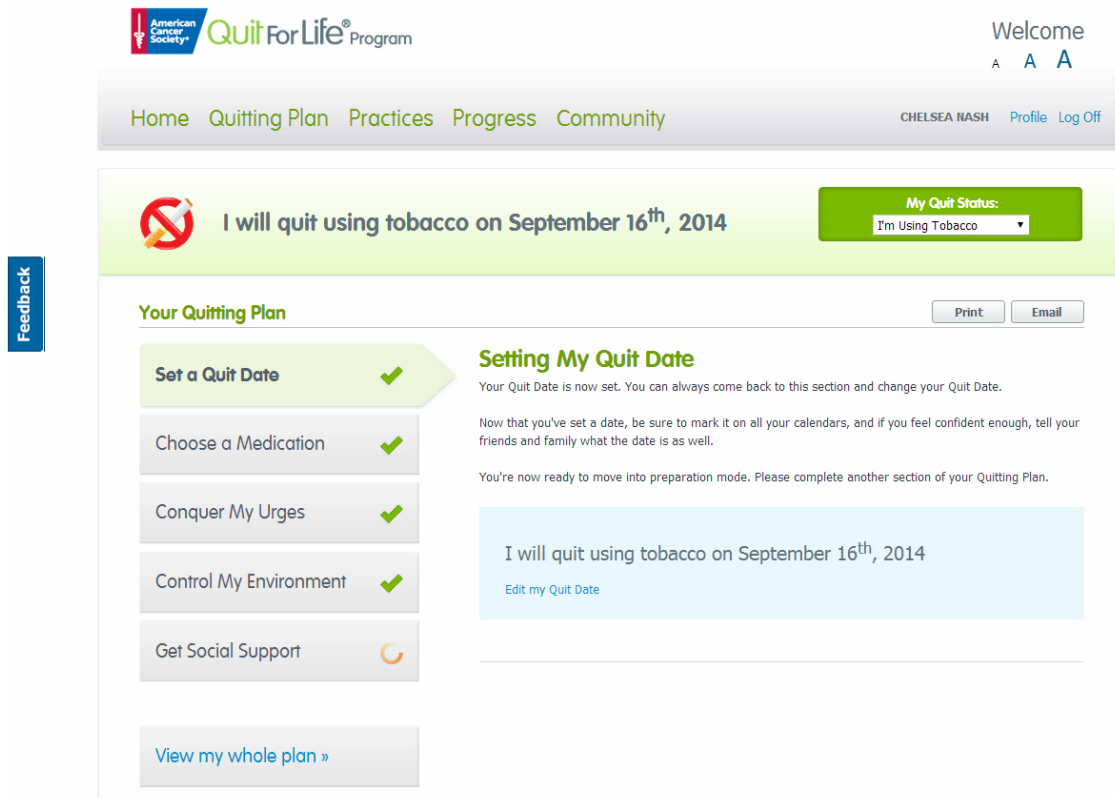 American
Cancer
Society®
Quit For Life® Program
Welcome
A A A
Home Quitting Plan Practices Progress Community
CHELSEA NASH Profile Log Off
I will quit using tobacco on September 16th, 2014
My Quit Status:
I'm Using Tobacco
Feedback
Your Quitting Plan
Print Email
Set a Quit Date
Choose a Medication
Conquer My Urges
Control My Environment
Get Social Support
View my whole plan »
Setting My Quit Date
Your Quit Date is now set. You can always come back to this section and change your Quit Date.
Now that you've set a date, be sure to mark it on all your calendars, and if you feel confident enough, tell your
friends and family what the date is as well.
You're now ready to move into preparation mode. Please complete another section of your Quitting Plan.
I will quit using tobacco on September 16th, 2014
Edit my Quit Date